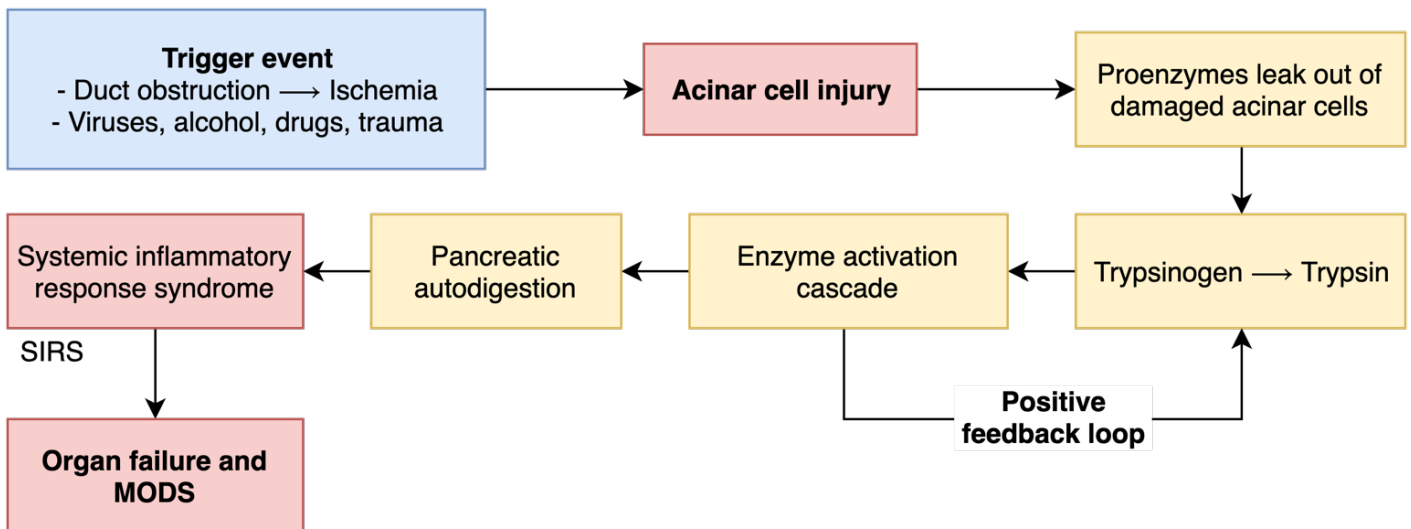 Trigger event
- Duct obstruction ⟶ Ischemia
- Viruses, alcohol, drugs, trauma
Acinar cell injury
Proenzymes leak out of
damaged acinar cells
Trypsinogen ⟶ Trypsin
Enzyme activation
cascade
Positive
feedback loop
Pancreatic
autodigestion
Systemic inflammatory
response syndrome
SIRS
Organ failure and
MODS